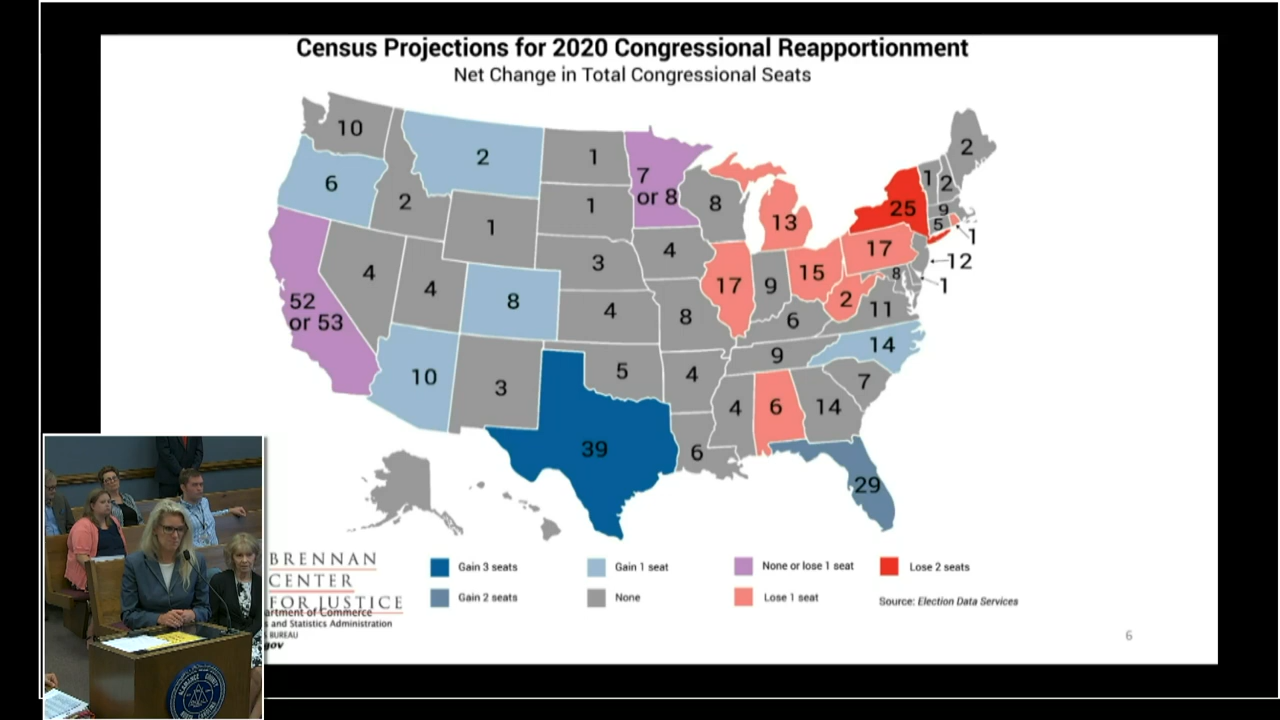 Census Projections for 2020 Congressional Reapportionment
Net Change in Total Congressional Seats
10
2
1
7
or 8
2
6
2
1
1
8
13
25
1
2
9
5
1
4
4
8
3
4
17
9
15
17
12
8
1
52
or 53
4
8
6
2
11
10
3
5
4
9
14
39
6
4
6
14
7
29
BRENNAN
CENTER
FOR JUSTICE
artment of Commerce
and Statistics Administration
BUREAU
gov
Gain 3 seats
Gain 1 seat
None or lose 1 seat
Lose 2 seats
Gain 2 seats
None
Lose 1 seat
Source: Election Data Services
6
ALAMANCE COUNTY